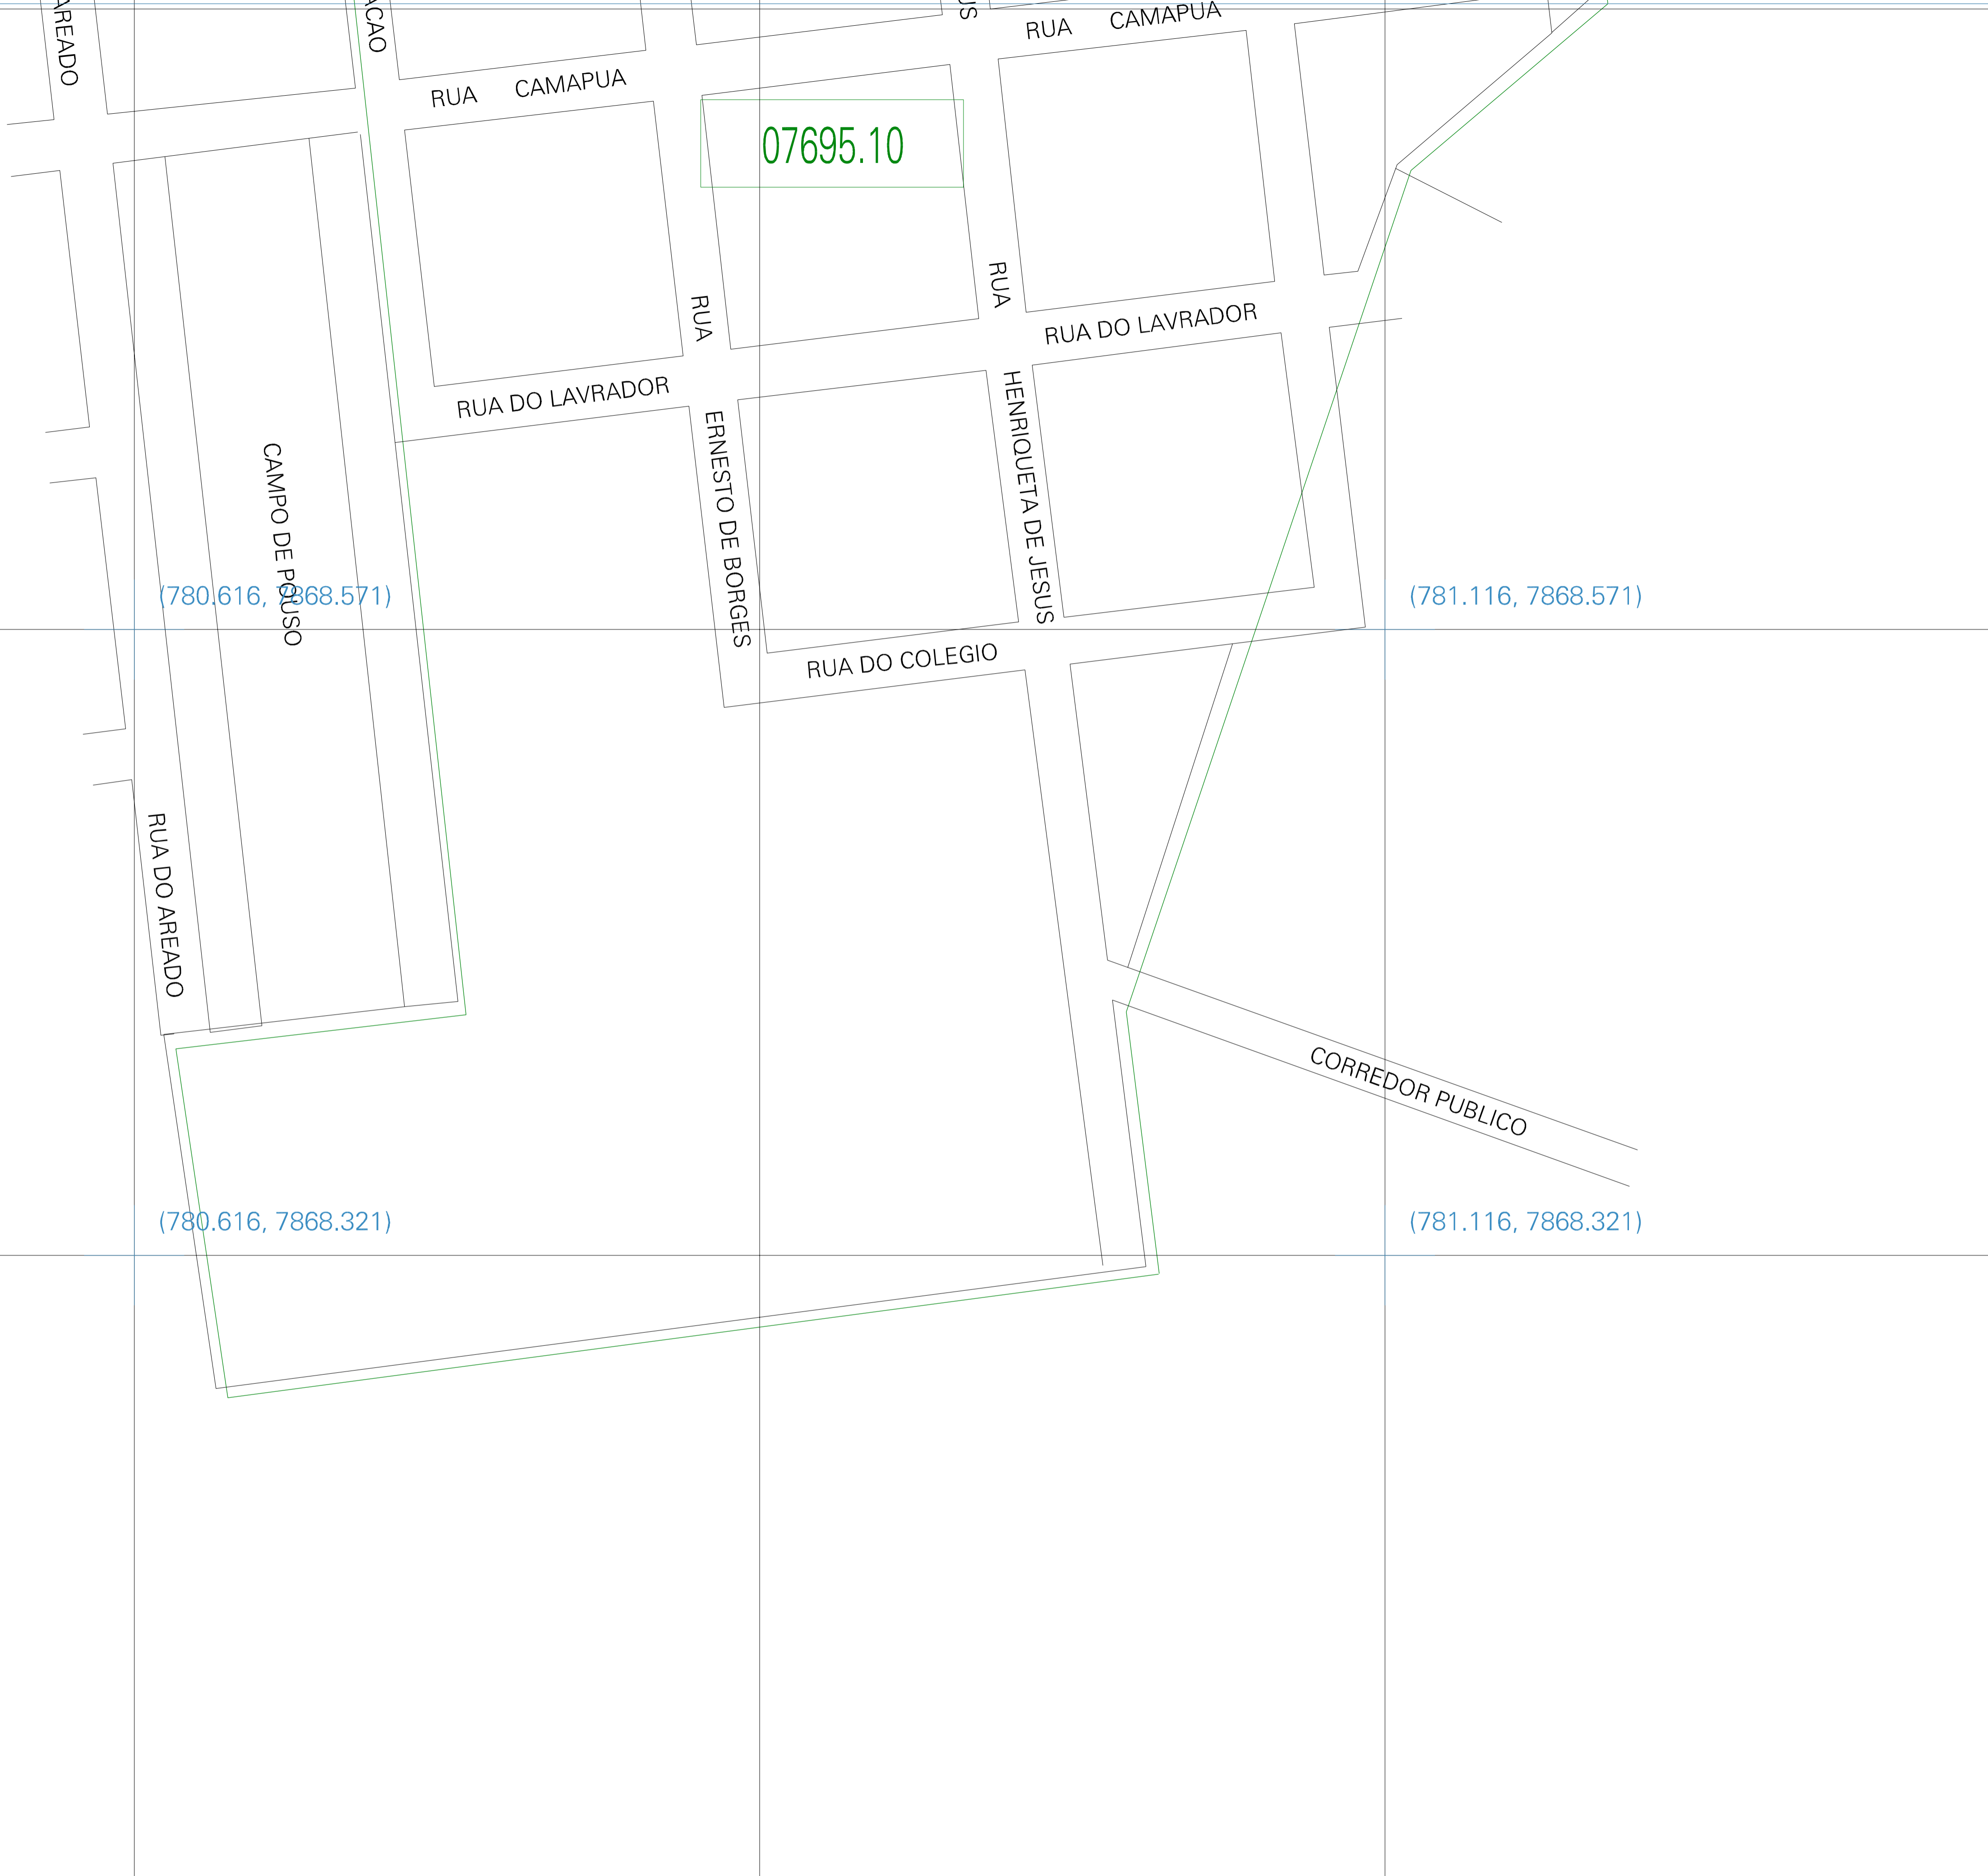 AREADO
ACAO
US
RUA CAMAPUA
RUA CAMAPUA
07695.10
RUA
RUA
RUA DO LAVRADOR
RUA DO LAVRADOR
HENRIQUETA DE JESUS
ERNESTO DE BORGES
CAMPO DE POUSO
(780.616, 7868.571)
(781.116, 7868.571)
RUA DO COLEGIO
RUA DO AREADO
CORREDOR PUBLICO
(780.616, 7868.321)
(781.116, 7868.321)